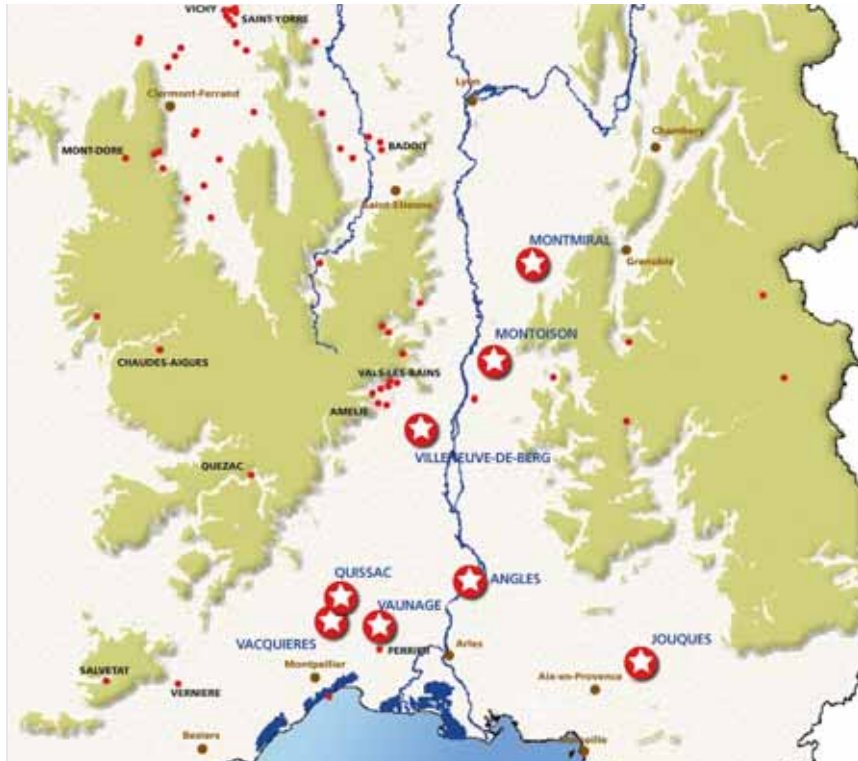 VICHY
SAINT-YORRE
Clermont-Ferrand
Lyon
Chambery
BADOIT
MONT-DORE
Saint-Etienne
MONTMIRAL
Grenoble
MONTOISON
CHAUDES-AIGUES
VALS-LES-BAINS
AMELIE
VILLENEUVE-DE-BERG
QUEZAC
QUISSAC
ANGLES
VAUNAGE
VACQUIERES
PERRIER
Arles
JOUQUES
Montpellier
SALVETAT
VERNIERE
Aix-en-Provence
Beziers
Marseille